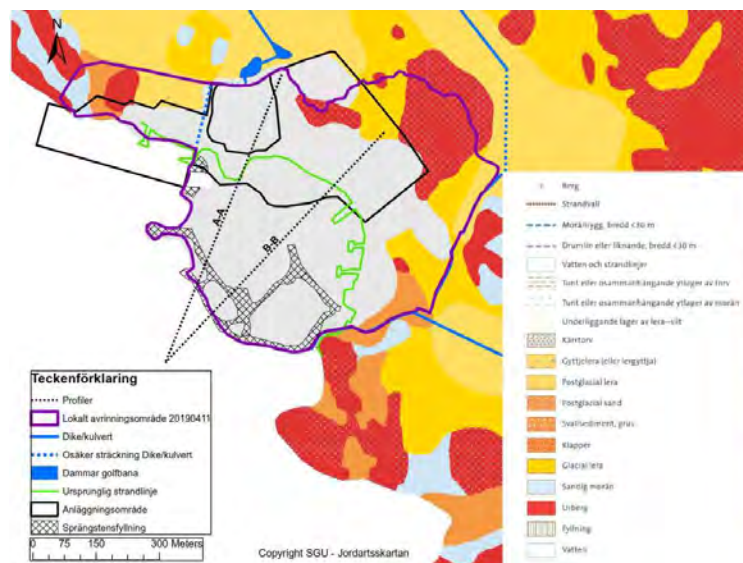 N
A-A
B-B
Teckenförklaring
Profiler
Lokalt avrinningsområde 20190411
Dike/kulvert
Osäker sträckning Dike/kulvert
Dammar golfbana
Ursprunglig strandlinje
Anläggningsområde
Sprängstensfyllning
0 75 150 300 Meters
Copyright SGU - Jordartsskartan
Berg
Strandvall
Moränrygg, bredd <30 m
Drumlin eller liknande, bredd <30 m
Vatten och strandlinjer
Tunt eller osammanhängande ytlager av torv
Tunt eller osammanhängande ytlager av morän
Underliggande lager av lera--silt
Kärrtorv
Gyttjelera (eller lergyttja)
Postglacial lera
Postglacial sand
Svallsediment, grus
Klapper
Glacial lera
Sandig morän
Urberg
Fyllning
Vatten